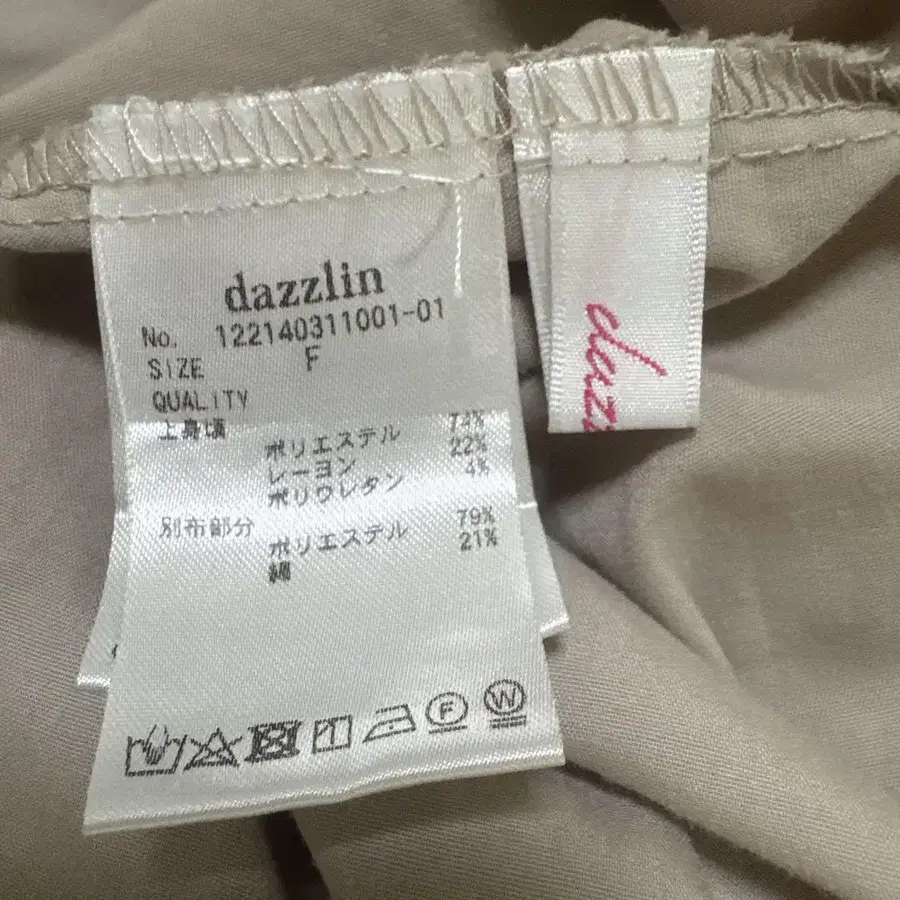 dazzlin
No. 122140311001-01
SIZE F
QUALITY
上身頃
ポリエステル 74%
レーヨン 22%
ポリウレタン 4%
別布部分
ポリエステル 79%
綿 21%
F
W
daz